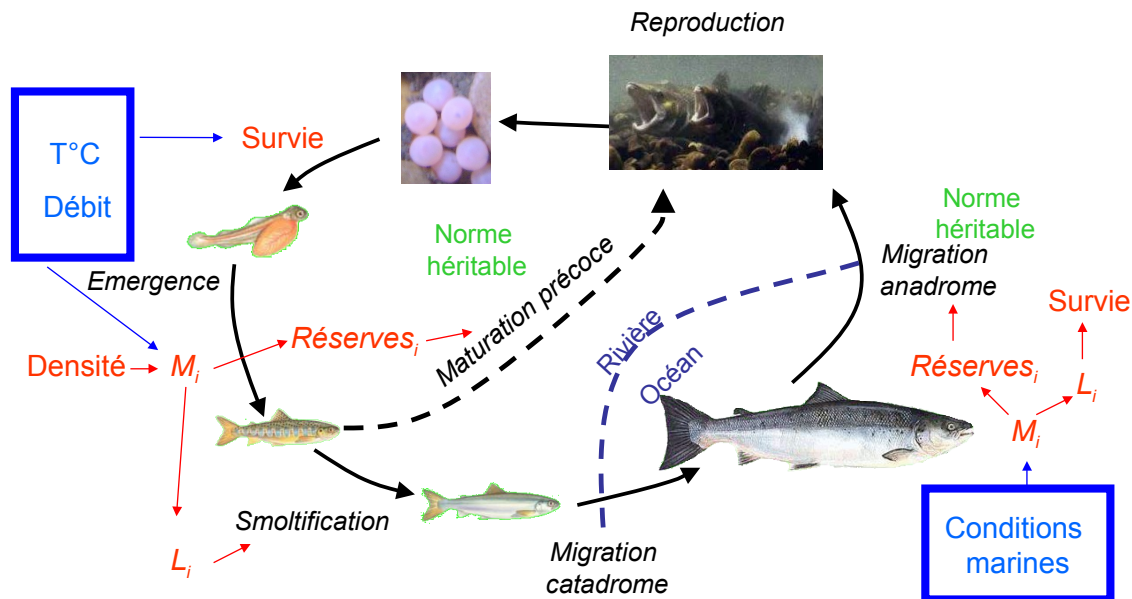 Reproduction
T°C
Débit
Survie
Norme
héritable
Emergence
Maturation précoce
Norme
héritable
Migration
anadrome
Rivière
Océan
Survie
Densité
Mi
Réservesi
Réservesi
Li
Mi
Smoltification
Li
Migration
catadrome
Conditions
marines